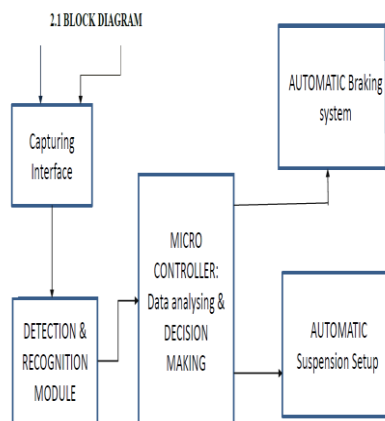 2.1 BLOCK DIAGRAM
Capturing
Interface
DETECTION &
RECOGNITION
MODULE
MICRO
CONTROLLER:
Data analysing &
DECISION
MAKING
AUTOMATIC Braking
system
AUTOMATIC
Suspension Setup